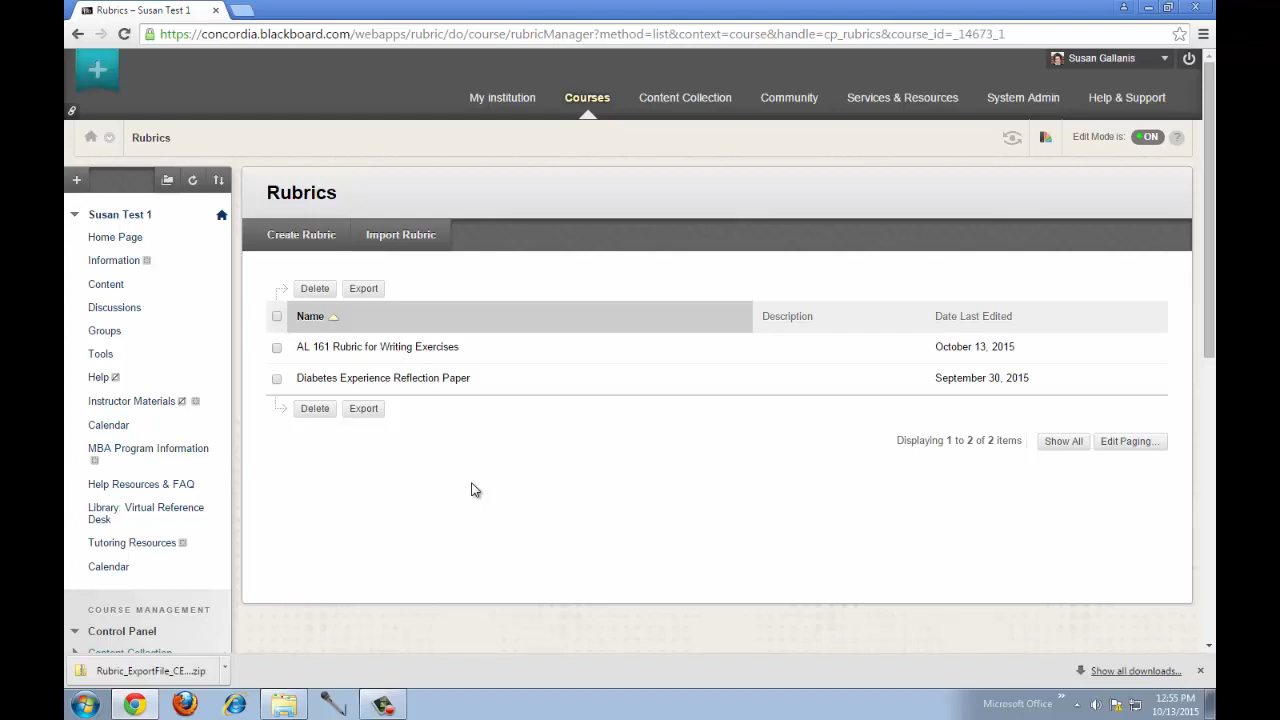 Rubrics – Susan Test 1
https://concordia.blackboard.com/webapps/rubric/do/course/rubricManager?method=list&context=course&handle=cp_rubrics&course_id=_14673_1
Susan Gallanis
My institution Courses Content Collection Community Services & Resources System Admin Help & Support
Rubrics
Edit Mode is: ON ?
Susan Test 1
Home Page
Information
Content
Discussions
Groups
Tools
Help
Instructor Materials
Calendar
MBA Program Information
Help Resources & FAQ
Library: Virtual Reference
Desk
Tutoring Resources
Calendar
COURSE MANAGEMENT
Control Panel
Content Collection
Rubrics
Create Rubric Import Rubric
Delete Export
Name Description Date Last Edited
AL 161 Rubric for Writing Exercises October 13, 2015
Diabetes Experience Reflection Paper September 30, 2015
Delete Export
Displaying 1 to 2 of 2 items Show All Edit Paging...
Rubric_ExportFile_CE....zip
Show all downloads...
Microsoft Office
12:55 PM
10/13/2015